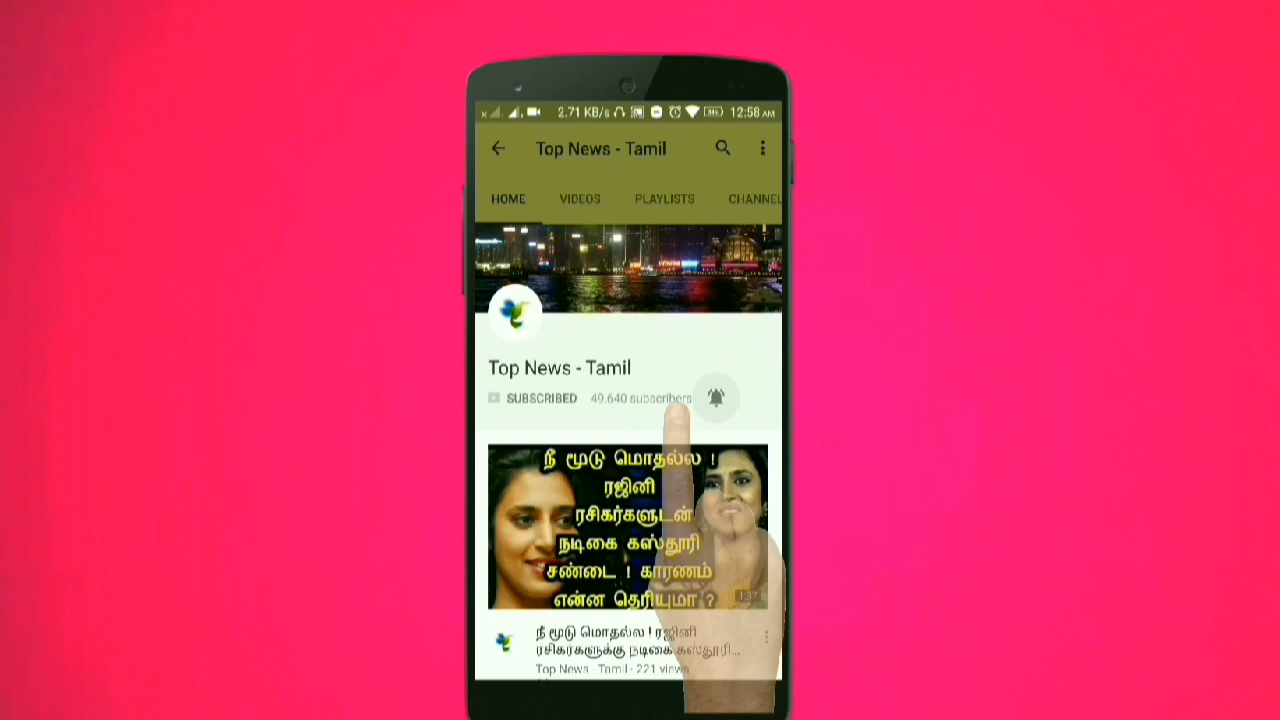 2.71 KB/s 12:58 AM
Top News - Tamil
HOME VIDEOS PLAYLISTS CHANNEL
Top News - Tamil
SUBSCRIBED 49,640 subscribers
நீ மூடு மொதல்ல !
ரஜினி
ரசிகர்களுடன்
நடிகை கஸ்தூரி
சண்டை ! காரணம்
என்ன தெரியுமா ?
1:37
நீ மூடு மொதல்ல ! ரஜினி
ரசிகர்களுக்கு நடிகை கஸ்தூரி...
Top News - Tamil · 221 views